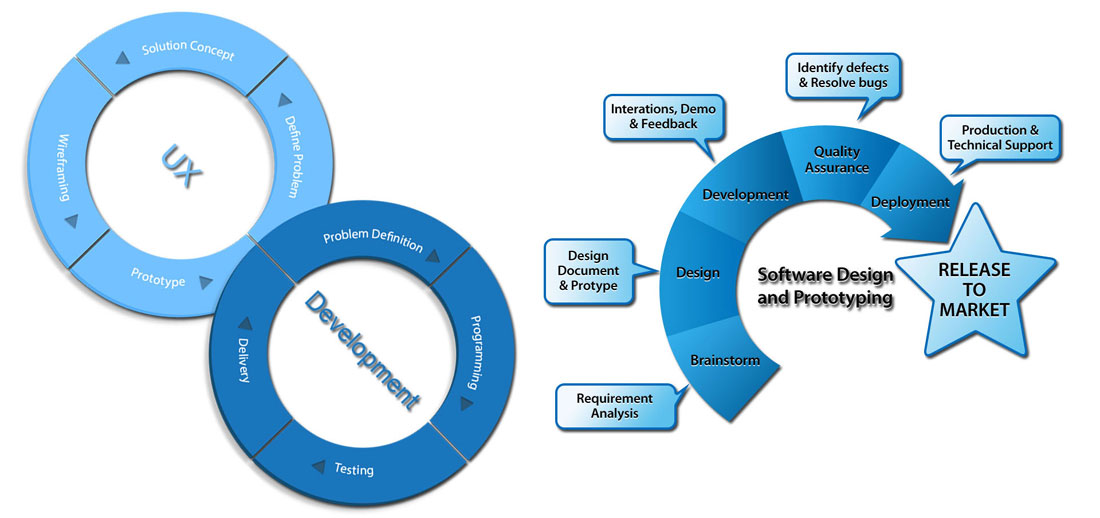 Solution Concept
Define Problem
Wireframing
Prototype
UX
Problem Definition
Programming
Testing
Delivery
Development
Identify defects
& Resolve bugs
Interations, Demo
& Feedback
Production &
Technical Support
Quality
Assurance
Development
Deployment
Design
Document
& Protype
Design
Software Design
and Prototyping
RELEASE
TO
MARKET
Brainstorm
Requirement
Analysis